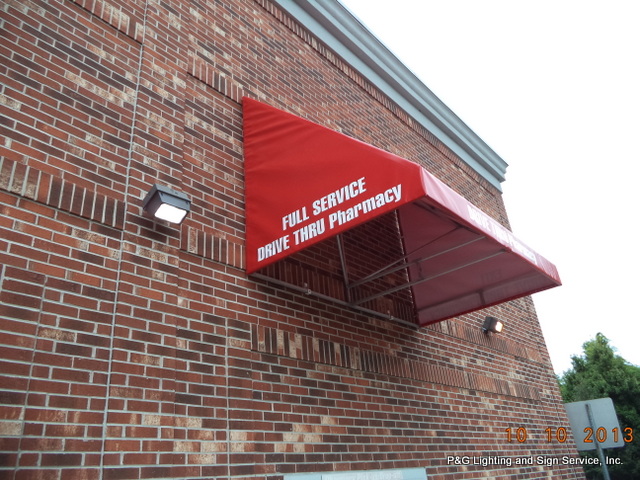 FULL SERVICE
DRIVE THRU Pharmacy
10 10 2013
P&G Lighting and Sign Service, Inc.